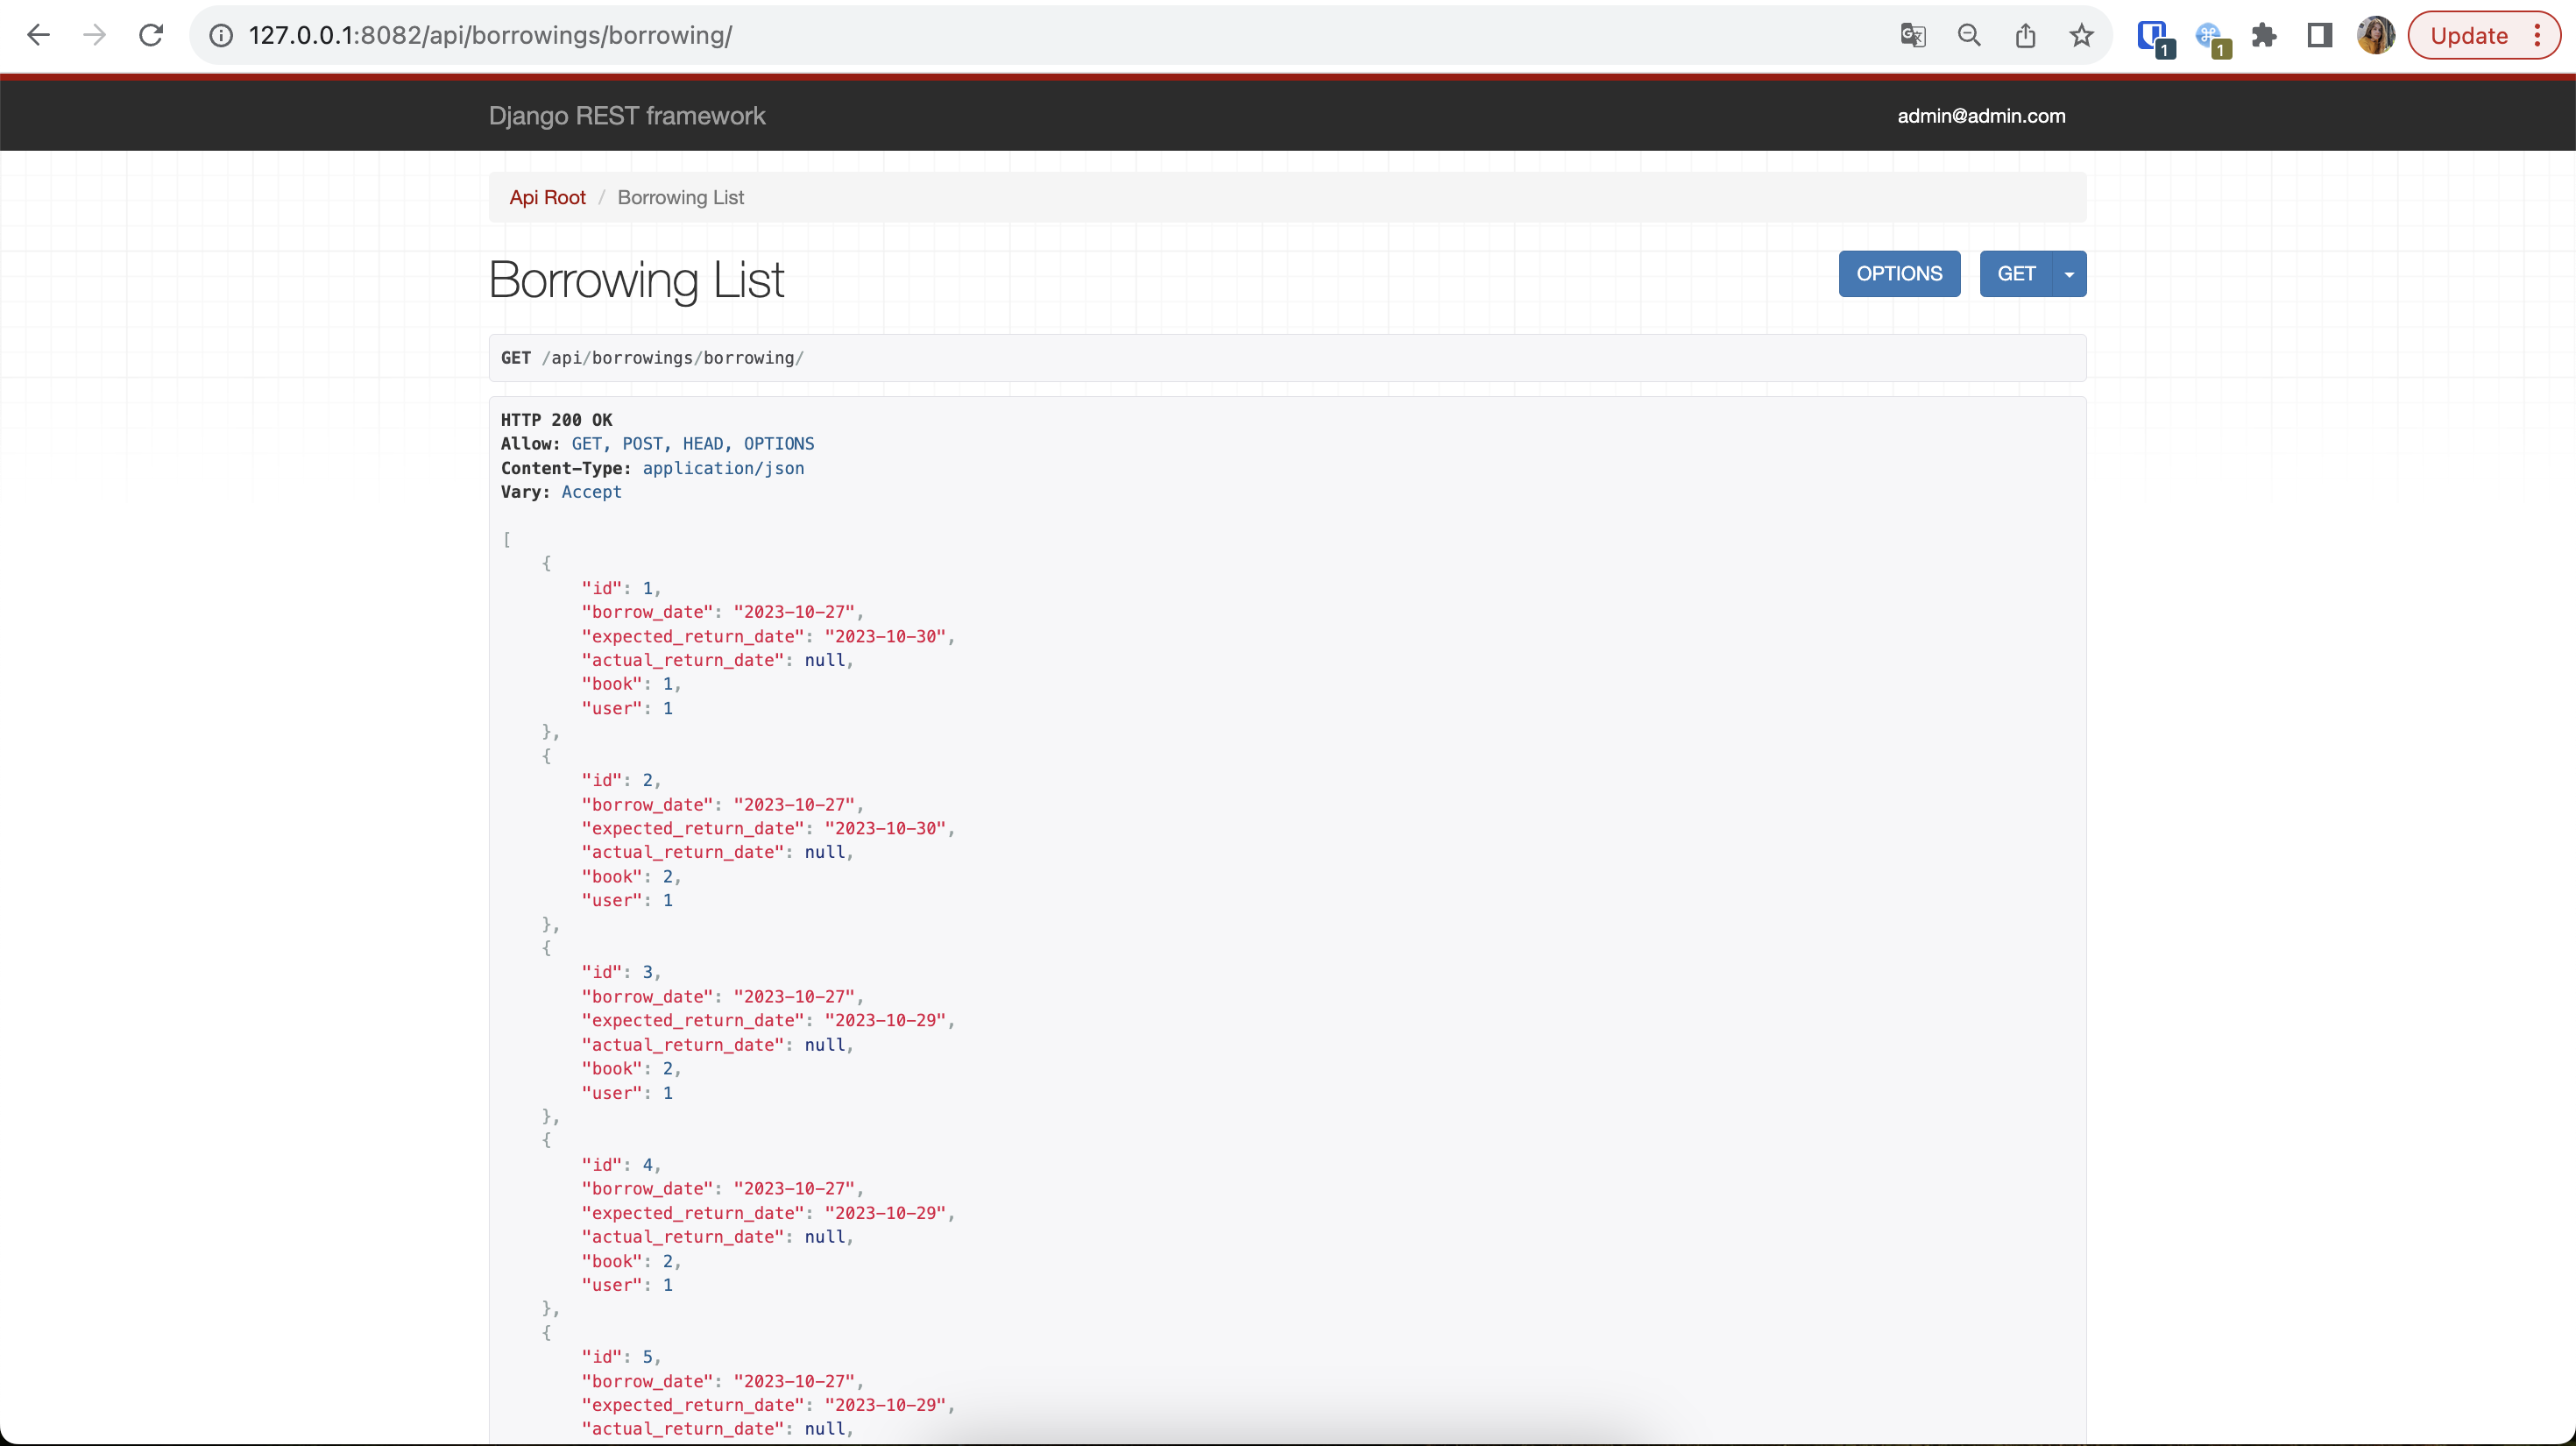 127.0.0.1:8082/api/borrowings/borrowing/
1
1
Update
Django REST framework
admin@admin.com
Api Root / Borrowing List
Borrowing List
OPTIONS
GET
GET /api/borrowings/borrowing/
HTTP 200 OK
Allow: GET, POST, HEAD, OPTIONS
Content-Type: application/json
Vary: Accept
[
{
"id": 1,
"borrow_date": "2023-10-27",
"expected_return_date": "2023-10-30",
"actual_return_date": null,
"book": 1,
"user": 1
},
{
"id": 2,
"borrow_date": "2023-10-27",
"expected_return_date": "2023-10-30",
"actual_return_date": null,
"book": 2,
"user": 1
},
{
"id": 3,
"borrow_date": "2023-10-27",
"expected_return_date": "2023-10-29",
"actual_return_date": null,
"book": 2,
"user": 1
},
{
"id": 4,
"borrow_date": "2023-10-27",
"expected_return_date": "2023-10-29",
"actual_return_date": null,
"book": 2,
"user": 1
},
{
"id": 5,
"borrow_date": "2023-10-27",
"expected_return_date": "2023-10-29",
"actual_return_date": null,